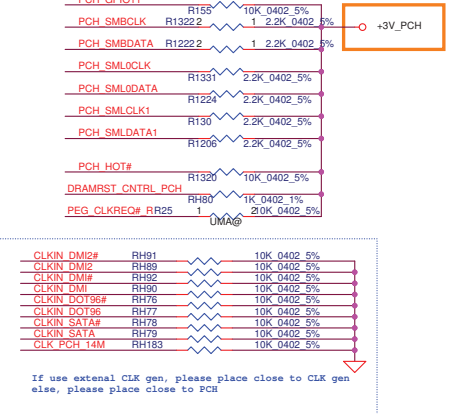 R155 10K_0402_5%
PCH_SMBCLK R1322 2 1 2.2K_0402_5% +3V_PCH
PCH_SMBDATA R1222 2 1 2.2K_0402_5%
PCH_SML0CLK
R1331 2.2K_0402_5%
PCH_SML0DATA
R1224 2.2K_0402_5%
PCH_SMLCLK1
R130 2.2K_0402_5%
PCH_SMLDATA1
R1206 2.2K_0402_5%
PCH_HOT#
R1320 10K_0402_5%
DRAMRST_CNTRL_PCH
RH80 1K_0402_1%
PEG_CLKREQ#_R R25 1 2 10K_0402_5%
UMA@
CLKIN_DMI2# RH91 10K_0402_5%
CLKIN_DMI2 RH89 10K_0402_5%
CLKIN_DMI# RH92 10K_0402_5%
CLKIN_DMI RH90 10K_0402_5%
CLKIN_DOT96# RH76 10K_0402_5%
CLKIN_DOT96 RH77 10K_0402_5%
CLKIN_SATA# RH78 10K_0402_5%
CLKIN_SATA RH79 10K_0402_5%
CLK_PCH_14M RH183 10K_0402_5%
If use extenal CLK gen, please place close to CLK gen
else, please place close to PCH